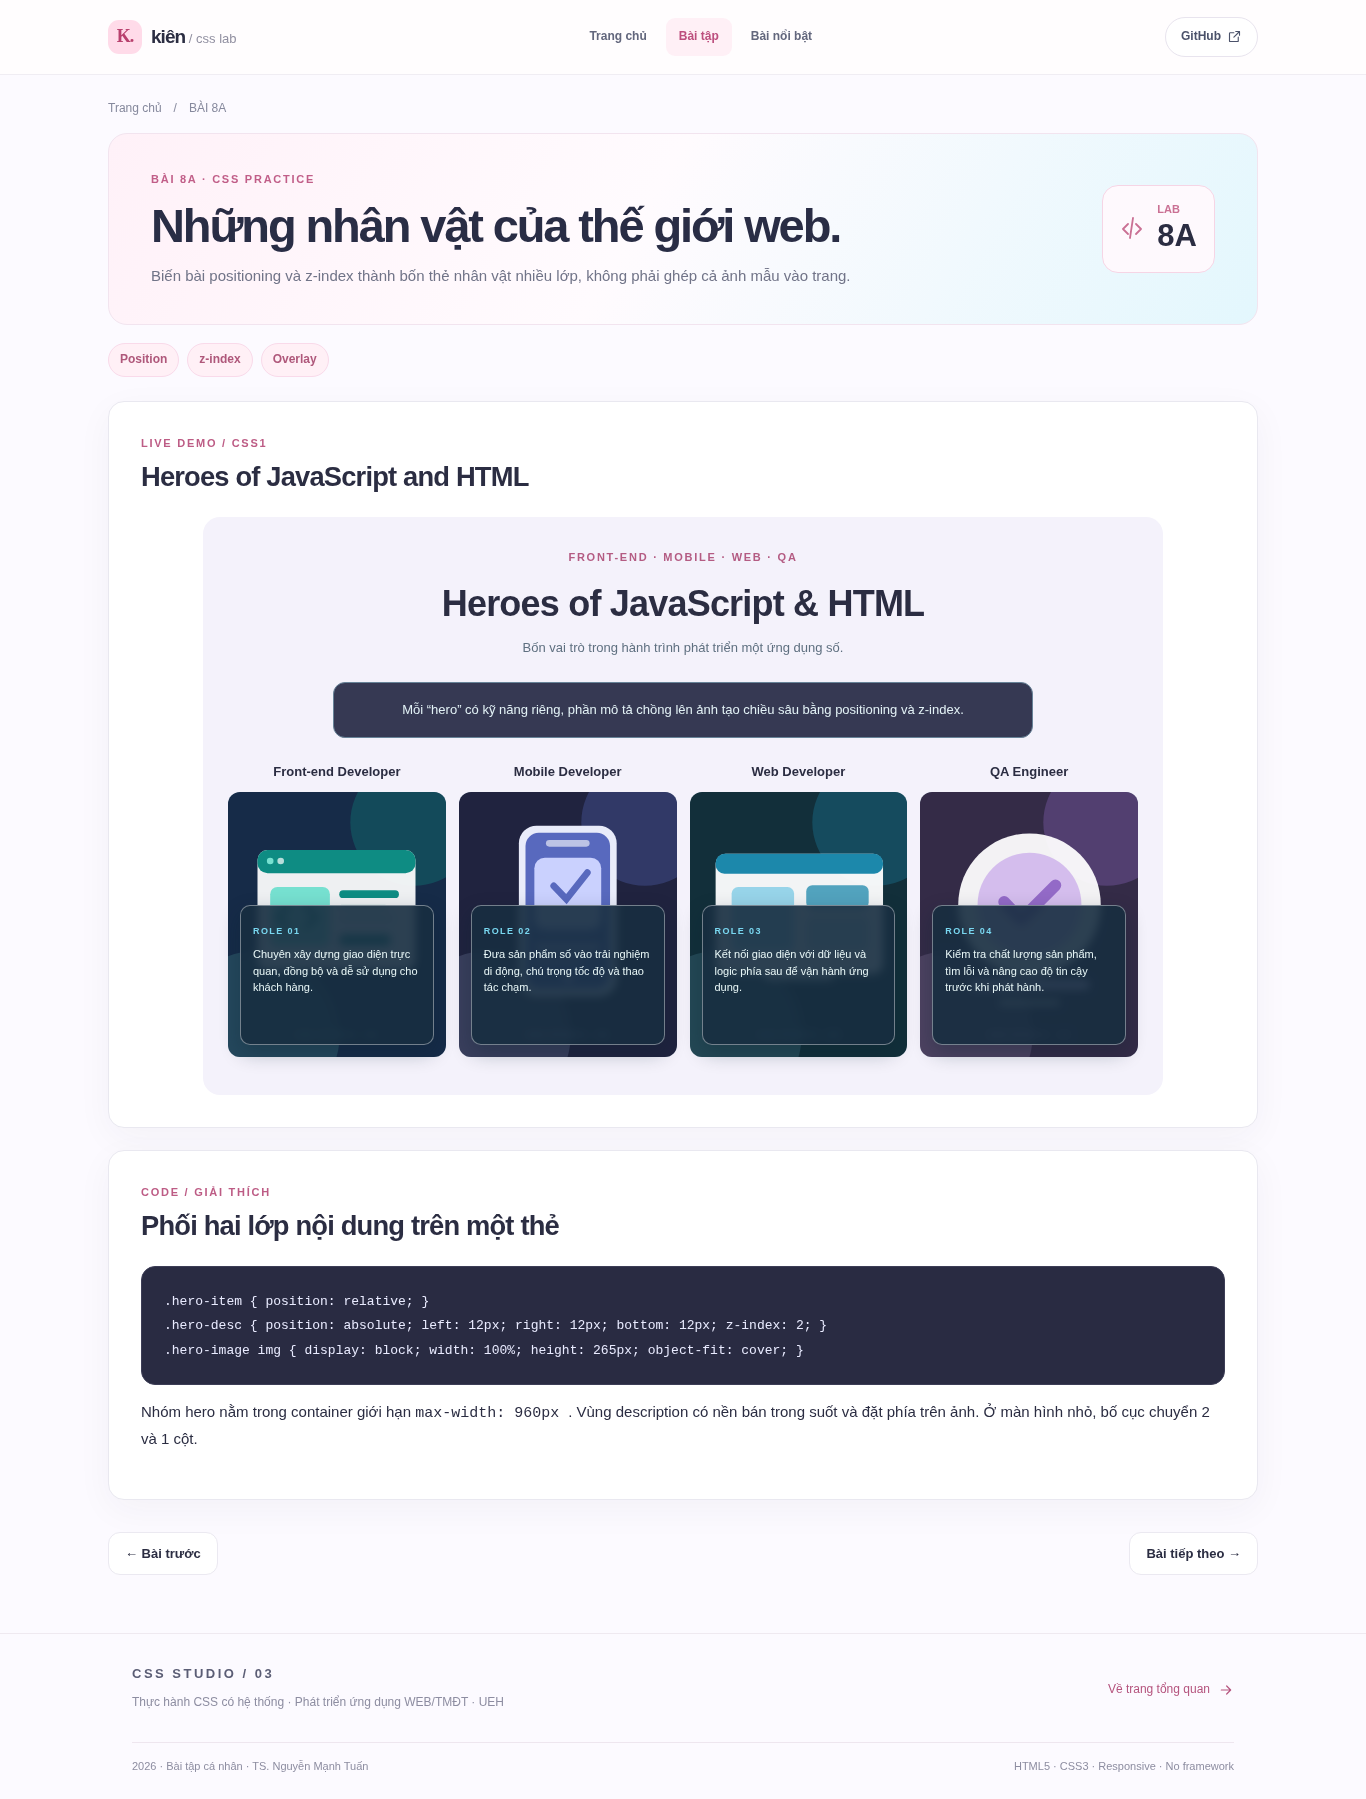 K. kiên / css lab
Trang chủ
Bài tập
Bài nổi bật
GitHub
Trang chủ / BÀI 8A
BÀI 8A · CSS PRACTICE
Những nhân vật của thế giới web.
Biến bài positioning và z-index thành bốn thẻ nhân vật nhiều lớp, không phải ghép cả ảnh mẫu vào trang.
LAB
8A
Position
z-index
Overlay
LIVE DEMO / CSS1
Heroes of JavaScript and HTML
FRONT-END · MOBILE · WEB · QA
Heroes of JavaScript & HTML
Bốn vai trò trong hành trình phát triển một ứng dụng số.
Mỗi “hero” có kỹ năng riêng, phần mô tả chồng lên ảnh tạo chiều sâu bằng positioning và z-index.
Front-end Developer
ROLE 01
Chuyên xây dựng giao diện trực
quan, đồng bộ và dễ sử dụng cho
khách hàng.
Mobile Developer
ROLE 02
Đưa sản phẩm số vào trải nghiệm
di động, chú trọng tốc độ và thao
tác chạm.
Web Developer
ROLE 03
Kết nối giao diện với dữ liệu và
logic phía sau để vận hành ứng
dụng.
QA Engineer
ROLE 04
Kiểm tra chất lượng sản phẩm,
tìm lỗi và nâng cao độ tin cậy
trước khi phát hành.
CODE / GIẢI THÍCH
Phối hai lớp nội dung trên một thẻ
.hero-item { position: relative; }
.hero-desc { position: absolute; left: 12px; right: 12px; bottom: 12px; z-index: 2; }
.hero-image img { display: block; width: 100%; height: 265px; object-fit: cover; }
Nhóm hero nằm trong container giới hạn max-width: 960px . Vùng description có nền bán trong suốt và đặt phía trên ảnh. Ở màn hình nhỏ, bố cục chuyển 2
và 1 cột.
← Bài trước
Bài tiếp theo →
CSS STUDIO / 03
Thực hành CSS có hệ thống · Phát triển ứng dụng WEB/TMĐT · UEH
Về trang tổng quan →
2026 · Bài tập cá nhân · TS. Nguyễn Mạnh Tuấn
HTML5 · CSS3 · Responsive · No framework